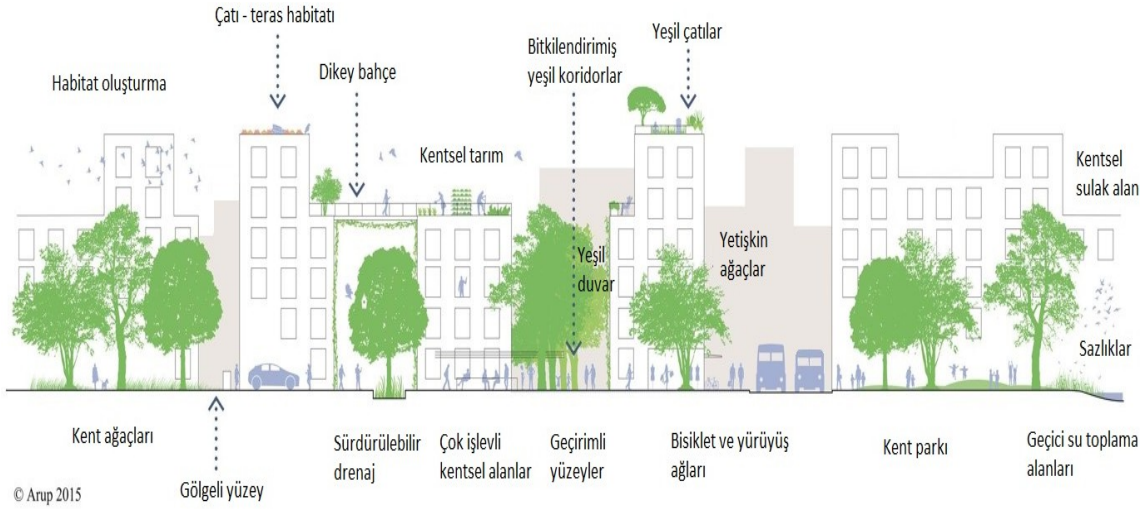 Çatı - teras habitatı
Habitat oluşturma
Dikey bahçe
Kentsel tarım
Bitkilendirimiş
yeşil koridorlar
Yeşil çatılar
Kentsel
sulak alan
Yeşil
duvar
Yetişkin
ağaçlar
Sazlıklar
Kent ağaçları
Gölgeli yüzey
Sürdürülebilir
drenaj
Çok işlevli
kentsel alanlar
Geçirimli
yüzeyler
Bisiklet ve yürüyüş
ağları
Kent parkı
Geçici su toplama
alanları
© Arup 2015